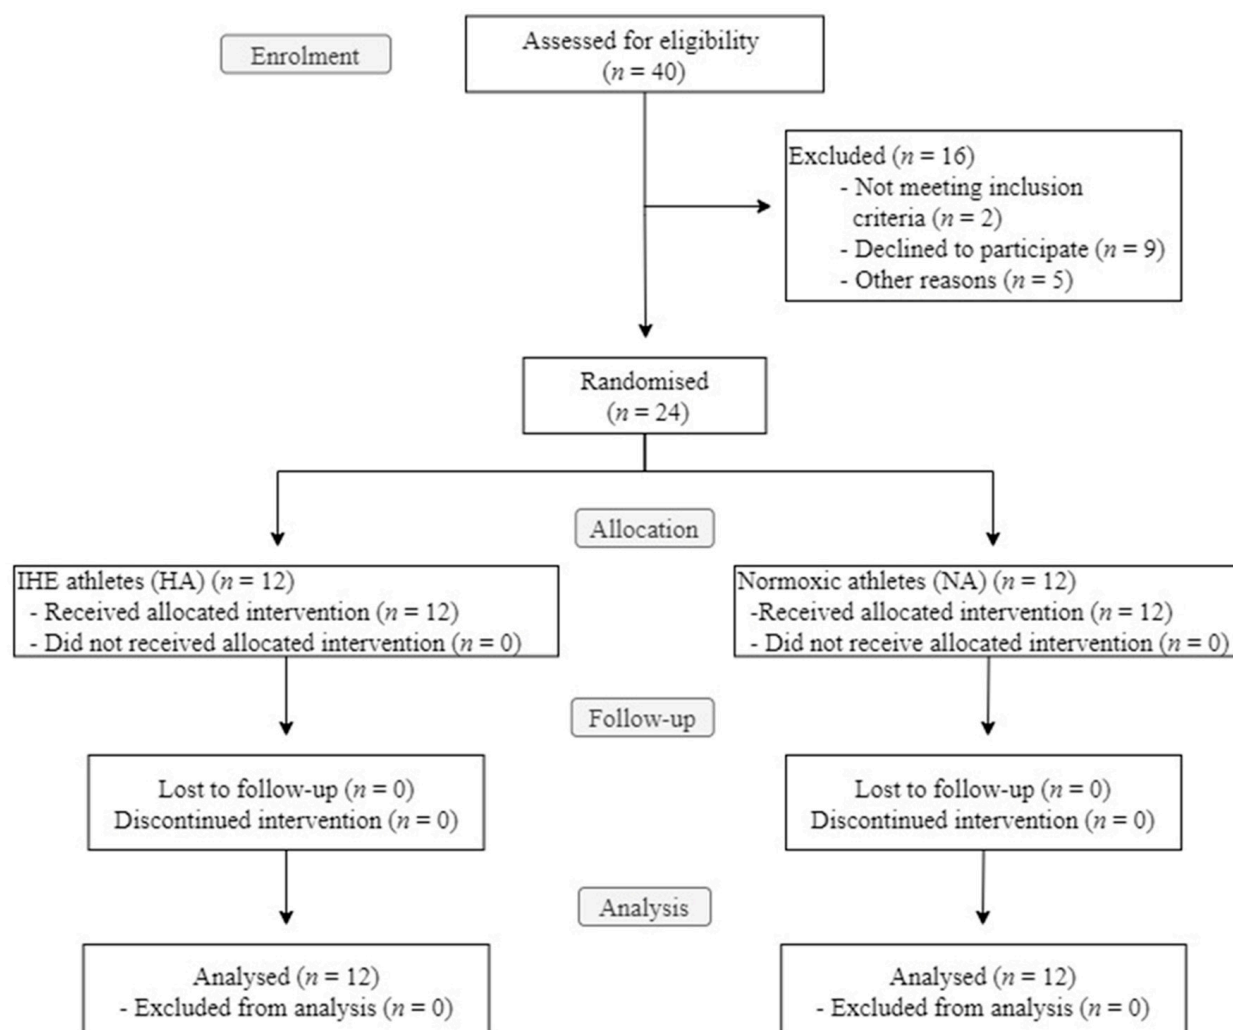 Enrolment
Assessed for eligibility
(n = 40)
Excluded (n = 16)
- Not meeting inclusion
criteria (n = 2)
- Declined to participate (n = 9)
- Other reasons (n = 5)
Randomised
(n = 24)
Allocation
IHE athletes (HA) (n = 12)
- Received allocated intervention (n = 12)
- Did not received allocated intervention (n = 0)
Normoxic athletes (NA) (n = 12)
-Received allocated intervention (n = 12)
- Did not receive allocated intervention (n = 0)
Follow-up
Lost to follow-up (n = 0)
Discontinued intervention (n = 0)
Lost to follow-up (n = 0)
Discontinued intervention (n = 0)
Analysis
Analysed (n = 12)
- Excluded from analysis (n = 0)
Analysed (n = 12)
- Excluded from analysis (n = 0)